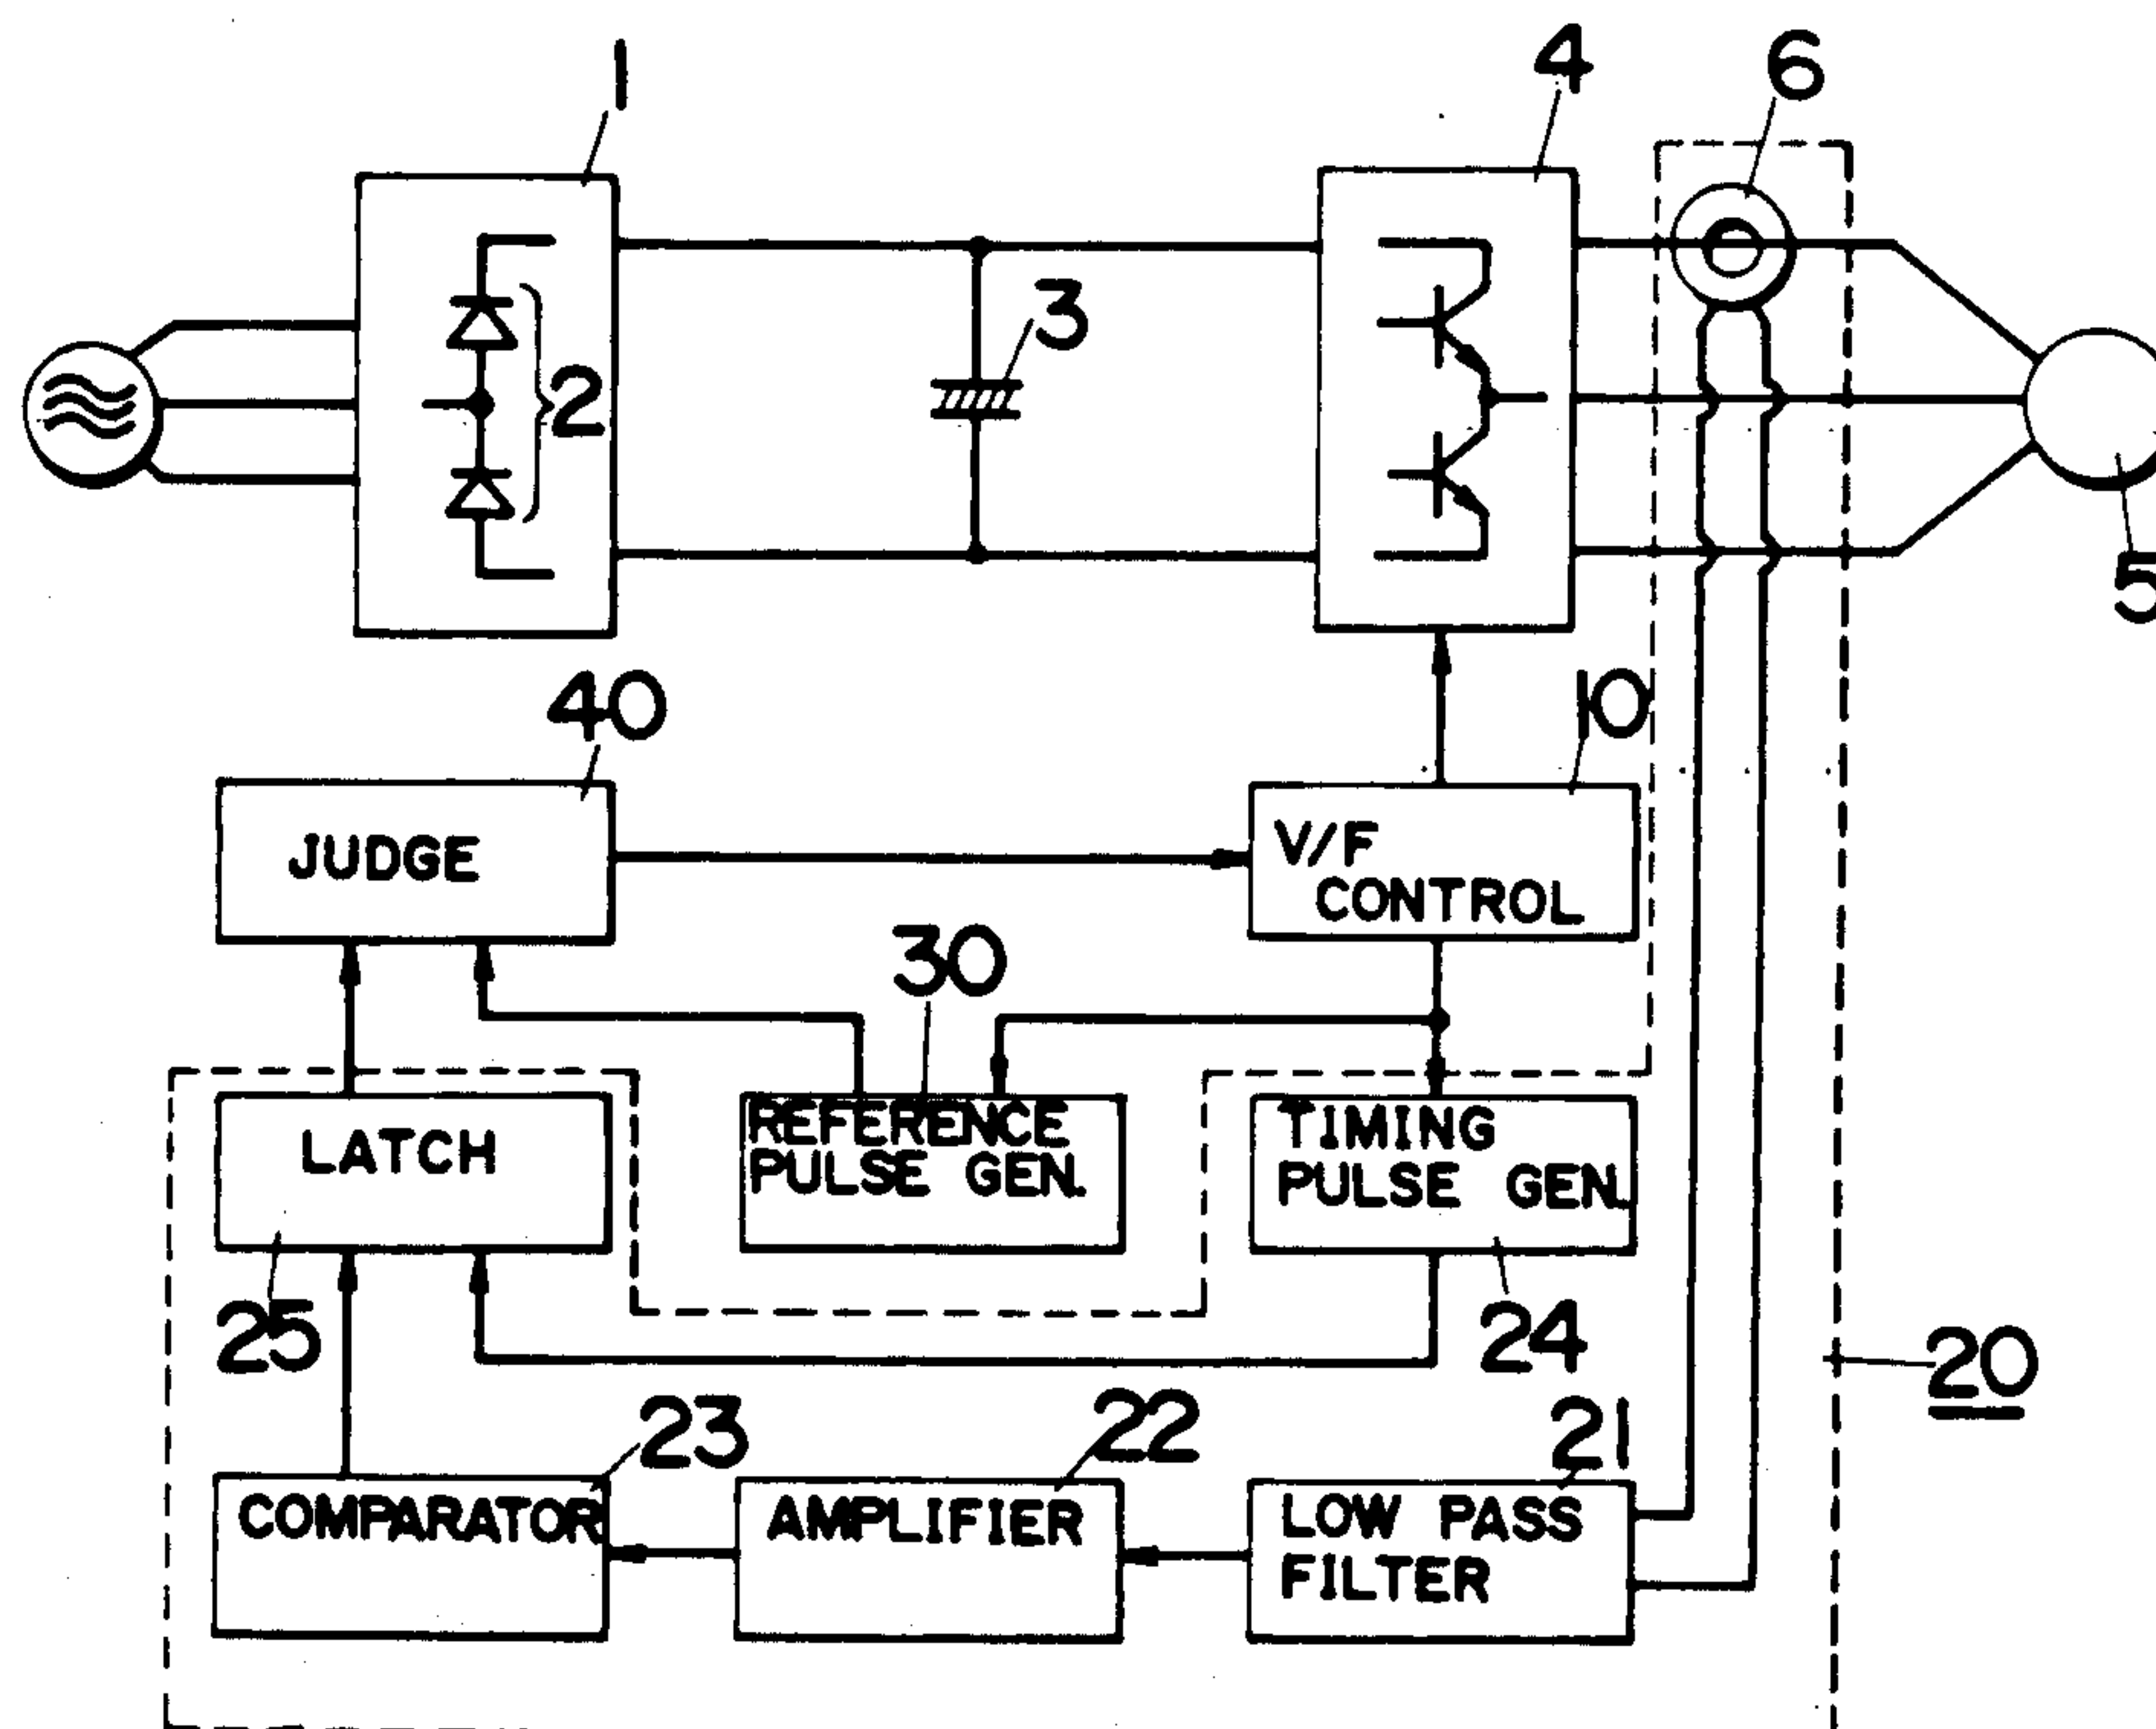 1
4
6
3
2
5
40
10
JUDGE
V/F
CONTROL
30
LATCH
REFERENCE
PULSE GEN.
TIMING
PULSE GEN.
25
24
20
23
22
21
COMPARATOR
AMPLIFIER
LOW PASS
FILTER